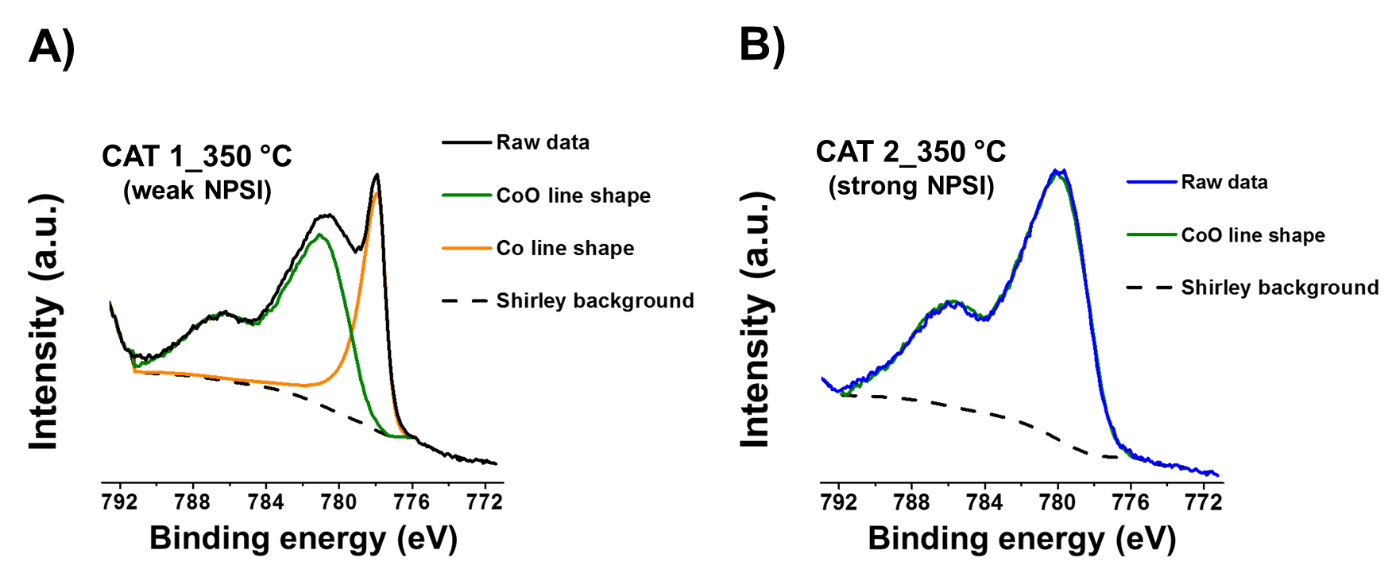 A)
CAT 1_350 °C
(weak NPSI)
Raw data
CoO line shape
Co line shape
Shirley background
Intensity (a.u.)
792 788 784 780 776 772
Binding energy (eV)
B)
CAT 2_350 °C
(strong NPSI)
Raw data
CoO line shape
Shirley background
Intensity (a.u.)
792 788 784 780 776 772
Binding energy (eV)